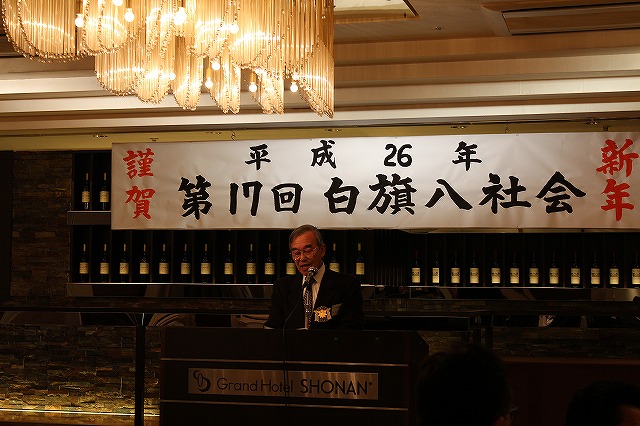 謹賀
平成26年
第17回白旗八社会
新年
Grand Hotel SHONAN